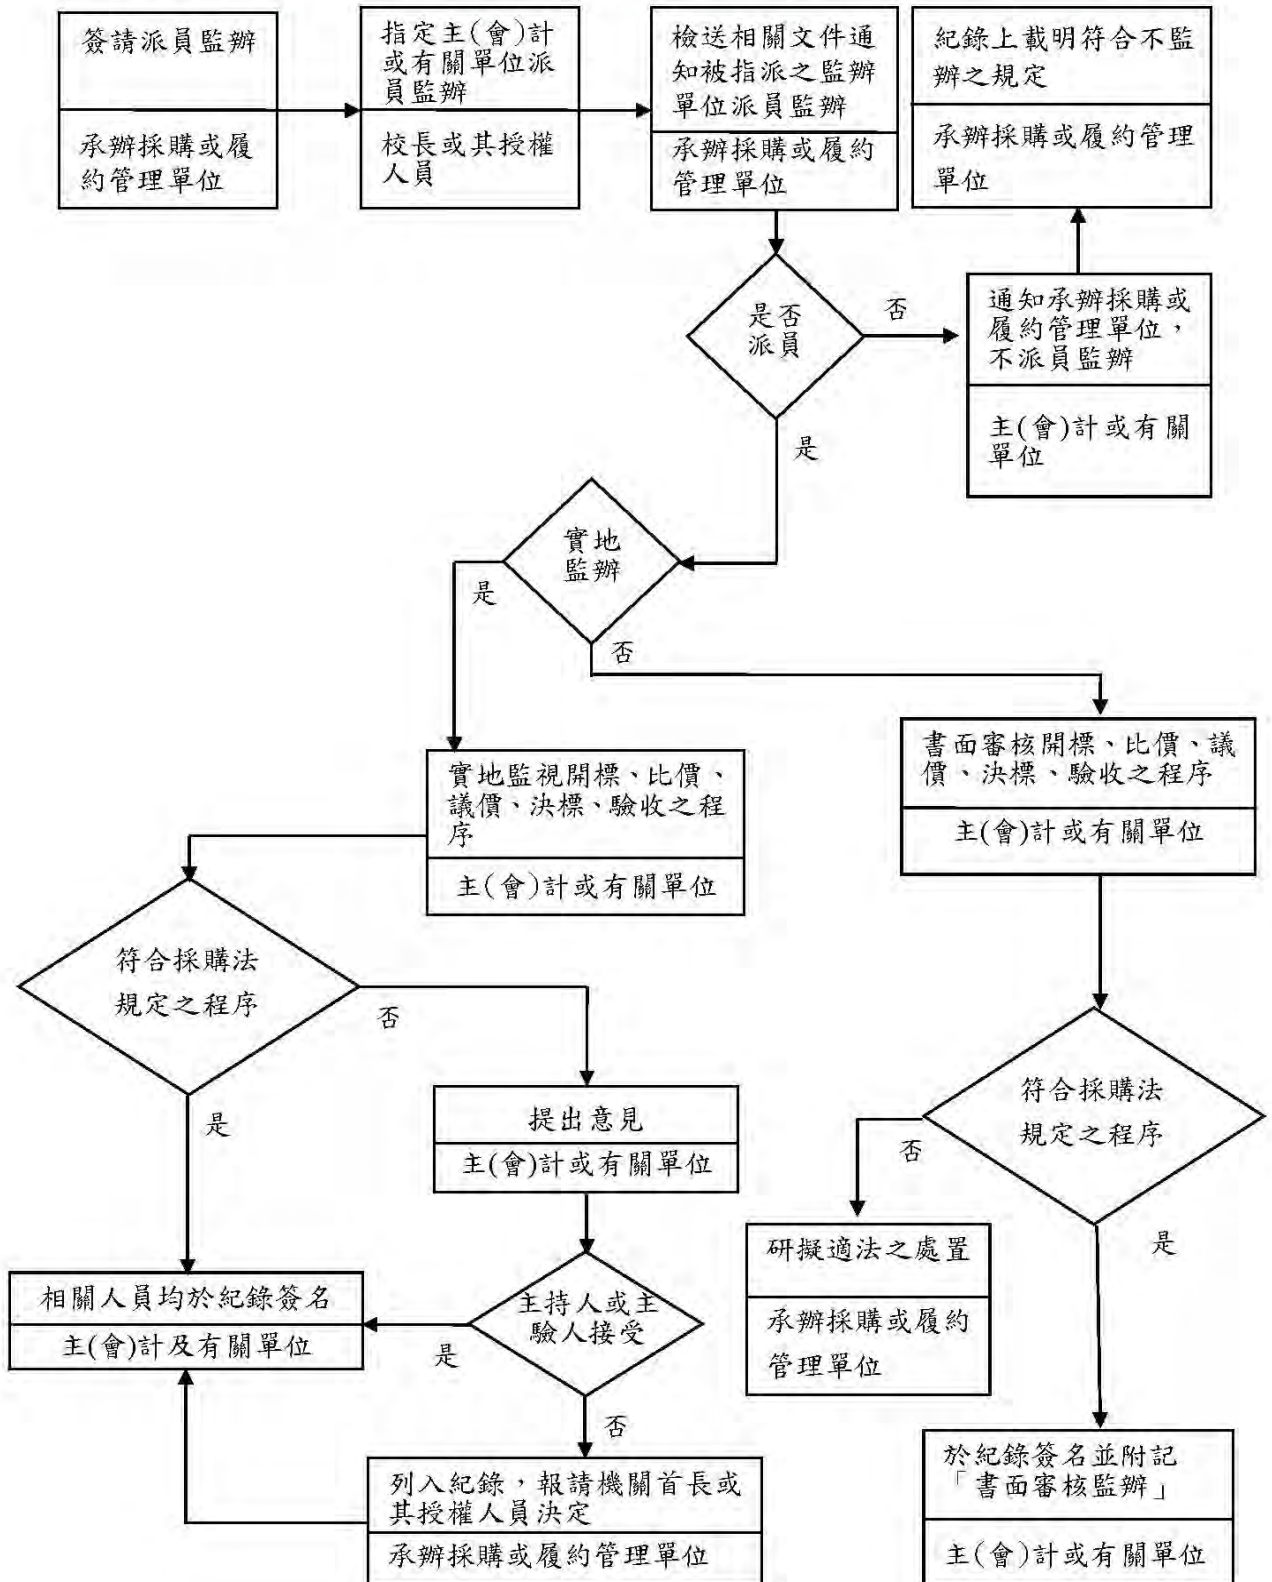 簽請派員監辦
承辦採購或履
約管理單位
指定主(會)計
或有關單位派
員監辦
校長或其授權
人員
檢送相關文件通
知被指派之監辦
單位派員監辦
承辦採購或履約
管理單位
紀錄上載明符合不監
辦之規定
承辦採購或履約管理
單位
是否
派員
否
通知承辦採購或
履約管理單位，
不派員監辦
主(會)計或有關
單位
是
實地
監辦
是
否
實地監視開標、比價、
議價、決標、驗收之程
序
主(會)計或有關單位
書面審核開標、比價、議
價、決標、驗收之程序
主(會)計或有關單位
符合採購法
規定之程序
否
是
提出意見
主(會)計或有關單位
符合採購法
規定之程序
否
是
研擬適法之處置
承辦採購或履約
管理單位
相關人員均於紀錄簽名
主(會)計及有關單位
主持人或主
驗人接受
是
否
列入紀錄，報請機關首長或
其授權人員決定
承辦採購或履約管理單位
於紀錄簽名並附記
「書面審核監辦」
主(會)計或有關單位